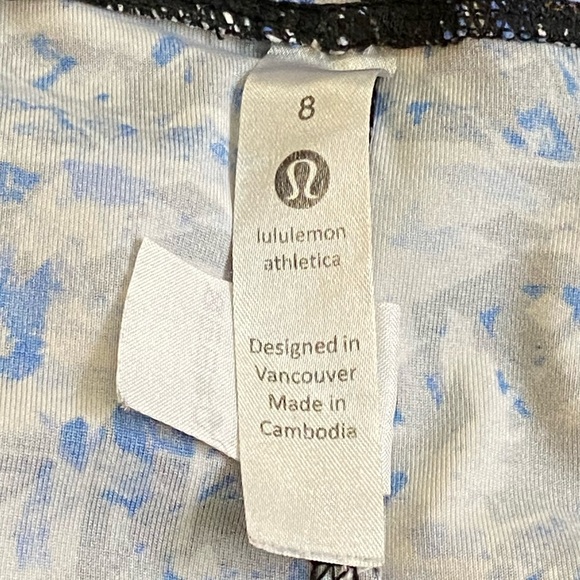 8
lululemon
athletica
Designed in
Vancouver
Made in
Cambodia